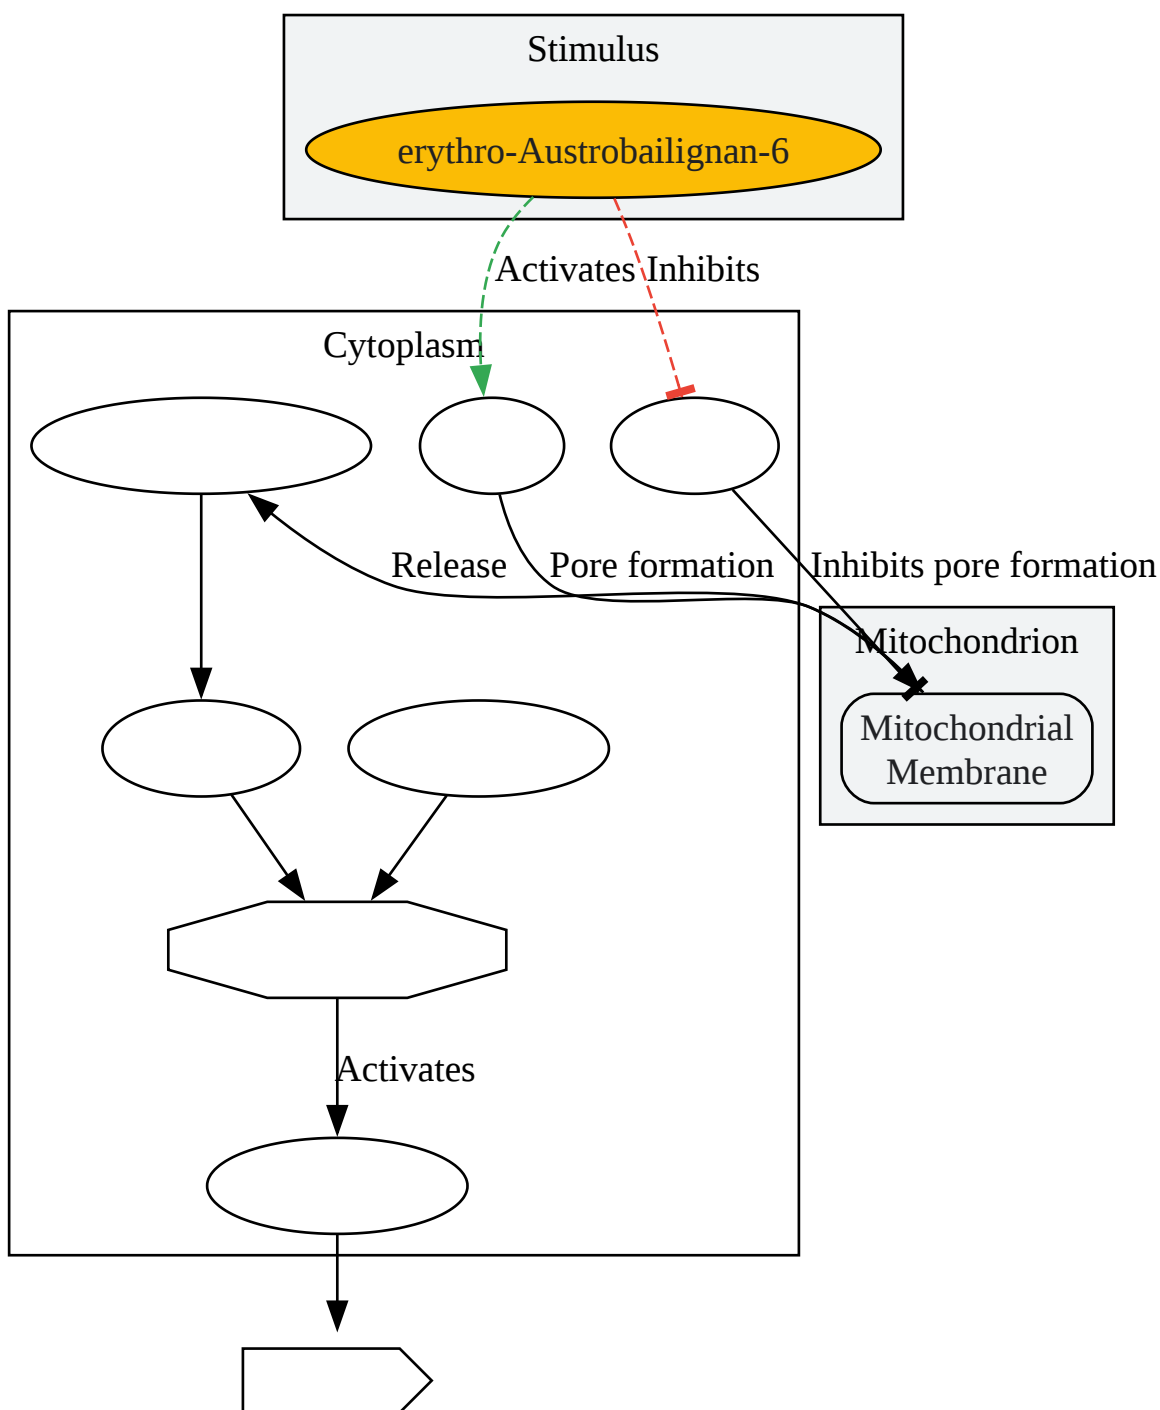 Stimulus
erythro-Austrobailignan-6
Activates
Inhibits
Cytoplasm
Release
Pore formation
Inhibits pore formation
Mitochondrion
Mitochondrial
Membrane
Activates